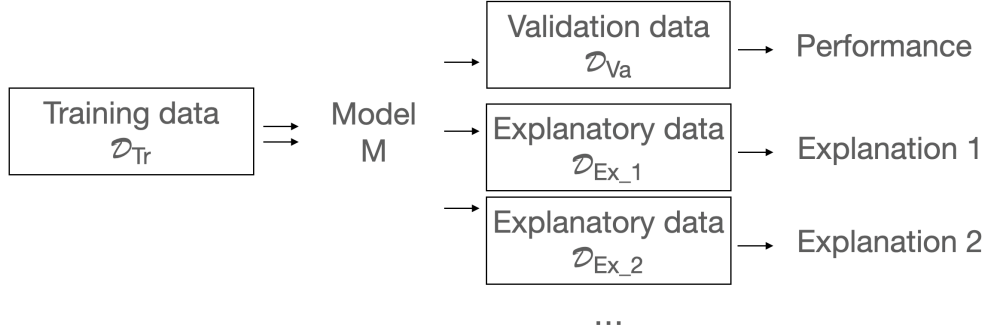 Training data
𝒟Tr
Model
M
Validation data
𝒟Va
Performance
Explanatory data
𝒟Ex_1
Explanation 1
Explanatory data
𝒟Ex_2
Explanation 2
...